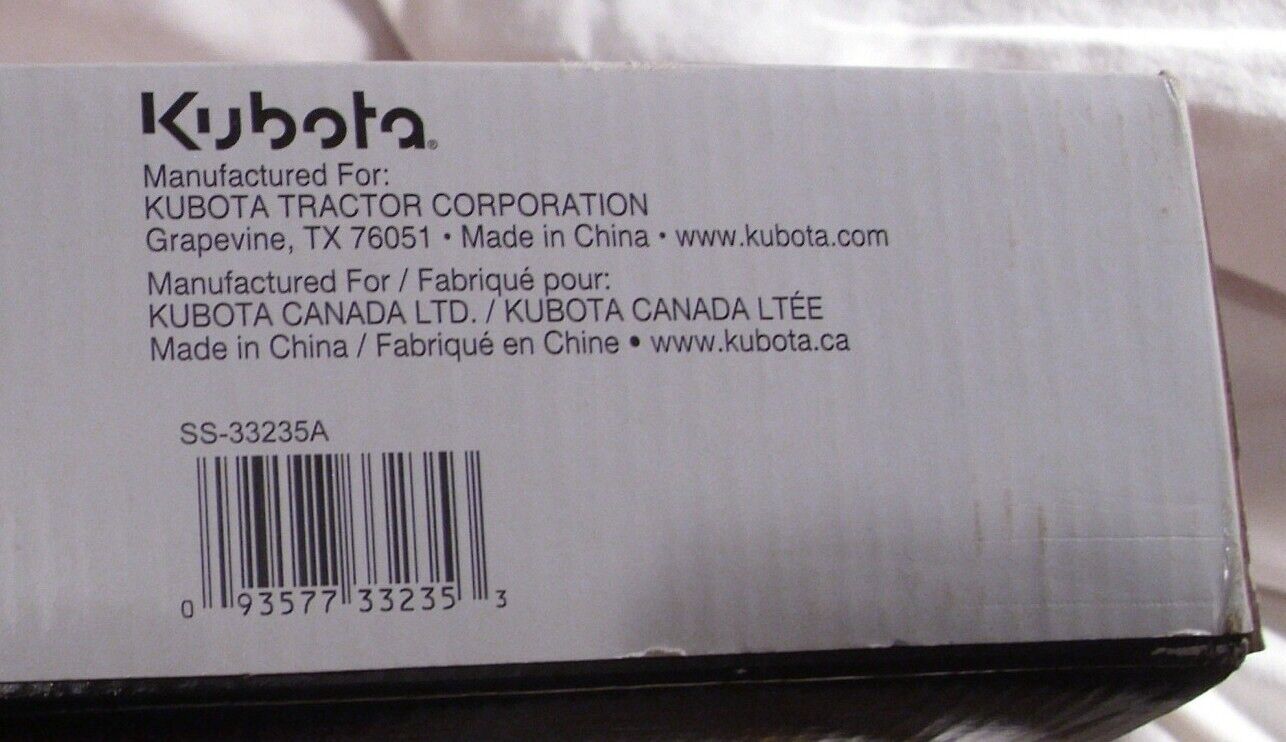 Kubota®
Manufactured For:
KUBOTA TRACTOR CORPORATION
Grapevine, TX 76051 • Made in China • www.kubota.com
Manufactured For / Fabriqué pour:
KUBOTA CANADA LTD. / KUBOTA CANADA LTÉE
Made in China / Fabriqué en Chine • www.kubota.ca
SS-33235A
0 93577 33235 3